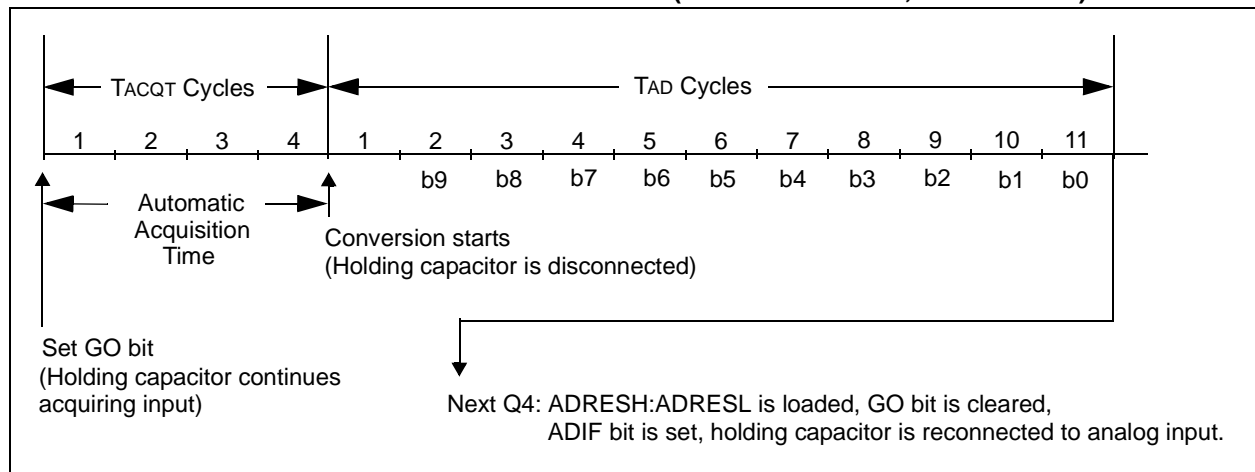 TACQT Cycles
TAD Cycles
1 2 3 4 1 2 3 4 5 6 7 8 9 10 11
b9 b8 b7 b6 b5 b4 b3 b2 b1 b0
Automatic
Acquisition
Time
Conversion starts
(Holding capacitor is disconnected)
Set GO bit
(Holding capacitor continues
acquiring input)
Next Q4: ADRESH:ADRESL is loaded, GO bit is cleared,
ADIF bit is set, holding capacitor is reconnected to analog input.